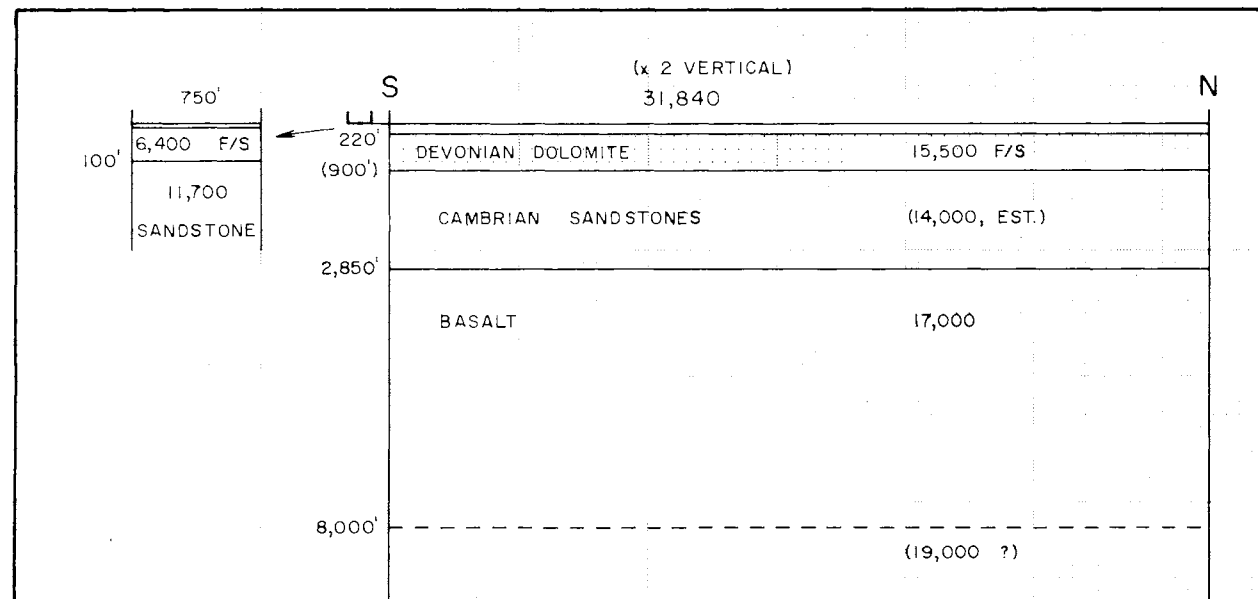 (x 2 VERTICAL)
S 31,840 N
750'
6,400 F/S
100'
11,700
SANDSTONE
220'
DEVONIAN DOLOMITE 15,500 F/S
(900')
CAMBRIAN SANDSTONES (14,000, EST.)
2,850'
BASALT 17,000
8,000'
(19,000 ?)